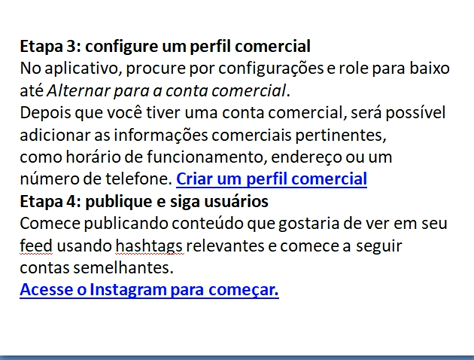 Etapa 3: configure um perfil comercial
No aplicativo, procure por configurações e role para baixo
até Alternar para a conta comercial.
Depois que você tiver uma conta comercial, será possível
adicionar as informações comerciais pertinentes,
como horário de funcionamento, endereço ou um
número de telefone. Criar um perfil comercial
Etapa 4: publique e siga usuários
Comece publicando conteúdo que gostaria de ver em seu
feed usando hashtags relevantes e comece a seguir
contas semelhantes.
Acesse o Instagram para começar.